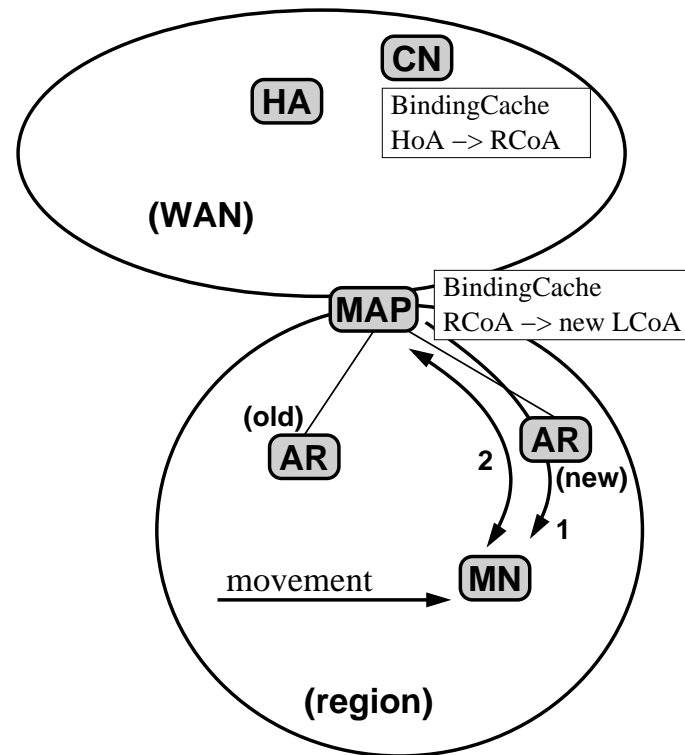 CN
HA
BindingCache
HoA −> RCoA
(WAN)
BindingCache
MAP
RCoA −> new LCoA
(old)
AR
AR
2
(new)
1
movement
MN
(region)